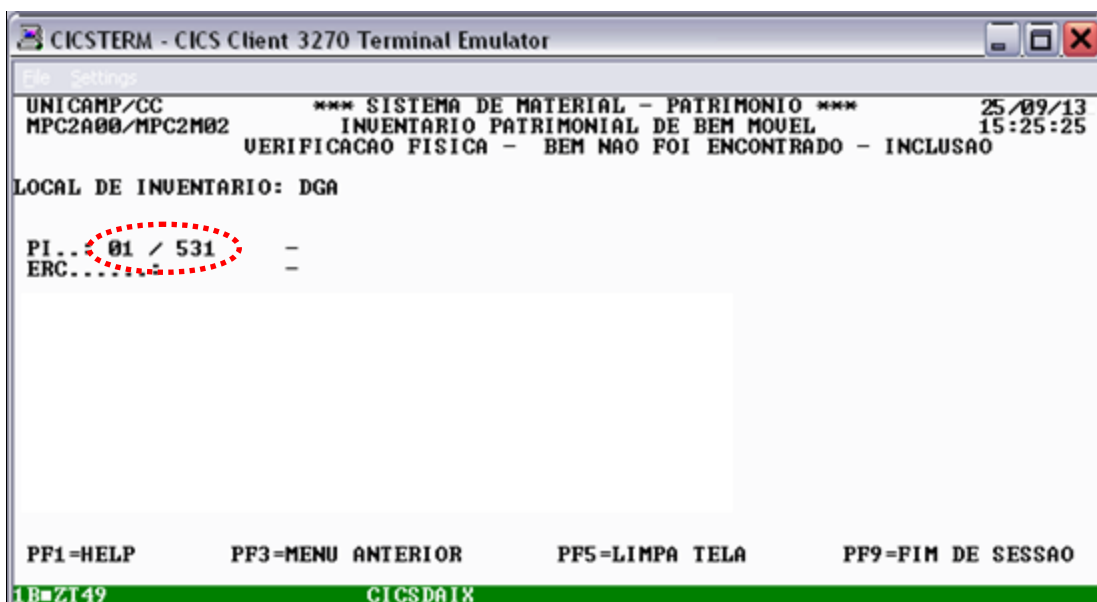 CICSTERM - CICS Client 3270 Terminal Emulator
File Settings
UNICAMP/CC *** SISTEMA DE MATERIAL - PATRIMONIO *** 25/09/13
MPC2A00/MPC2M02 INVENTARIO PATRIMONIAL DE BEM MOVEL 15:25:25
VERIFICACAO FISICA - BEM NAO FOI ENCONTRADO - INCLUSAO
LOCAL DE INVENTARIO: DGA
PI..: 01 / 531 -
ERC......: -
PF1=HELP PF3=MENU ANTERIOR PF5=LIMPA TELA PF9=FIM DE SESSAO
1B■ZT49 CICSDAIX